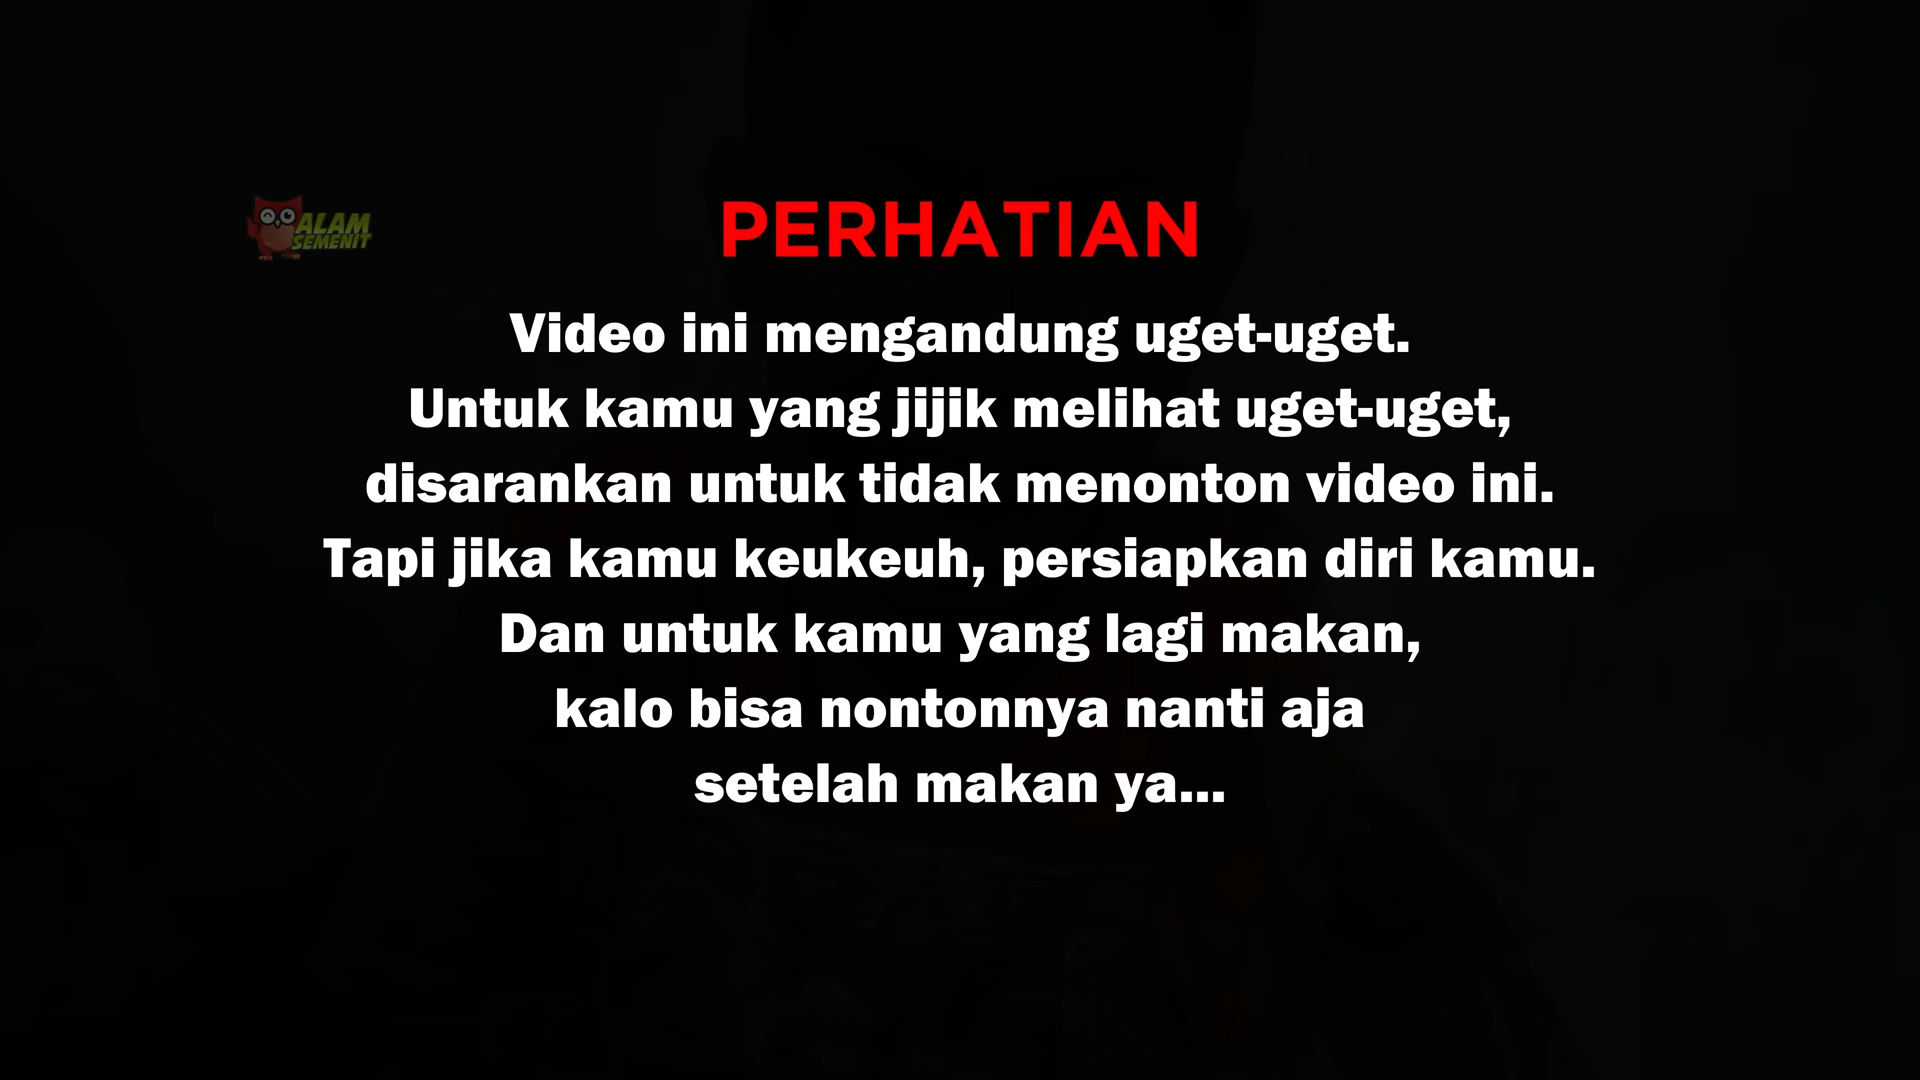 ALAM
SEMENIT
PERHATIAN
Video ini mengandung uget-uget.
Untuk kamu yang jijik melihat uget-uget,
disarankan untuk tidak menonton video ini.
Tapi jika kamu keukeuh, persiapkan diri kamu.
Dan untuk kamu yang lagi makan,
kalo bisa nontonnya nanti aja
setelah makan ya...